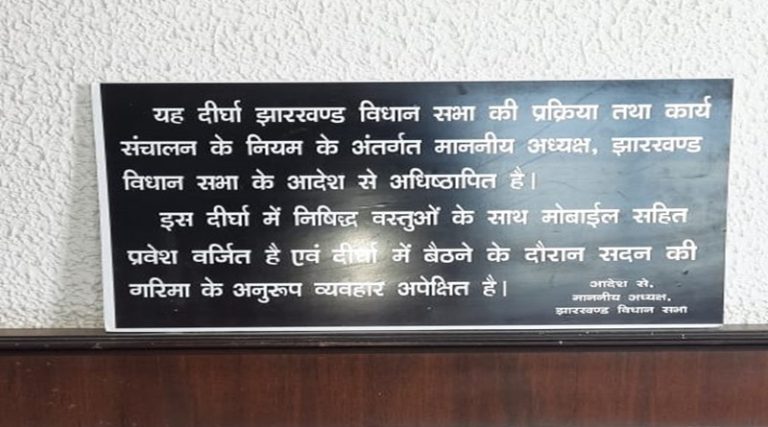 यह दीर्घा झारखण्ड विधान सभा की प्रक्रिया तथा कार्य
संचालन के नियम के अंतर्गत माननीय अध्यक्ष, झारखण्ड
विधान सभा के आदेश से अधिष्ठापित है।
इस दीर्घा में निषिद्ध वस्तुओं के साथ मोबाईल सहित
प्रवेश वर्जित है एवं दीर्घा में बैठने के दौरान सदन की
गरिमा के अनुरूप व्यवहार अपेक्षित है।
आदेश से,
माननीय अध्यक्ष,
झारखण्ड विधान सभा